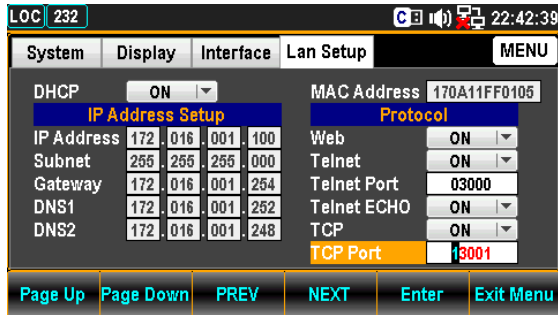 LOC 232 C 22:42:39
System Display Interface Lan Setup MENU
DHCP ON MAC Address 170A11FF0105
IP Address Setup Protocol
IP Address 172 . 016 . 001 . 100 Web ON
Subnet 255 . 255 . 255 . 000 Telnet ON
Gateway 172 . 016 . 001 . 254 Telnet Port 03000
DNS1 172 . 016 . 001 . 252 Telnet ECHO ON
DNS2 172 . 016 . 001 . 248 TCP ON
TCP Port 13001
Page Up Page Down PREV NEXT Enter Exit Menu